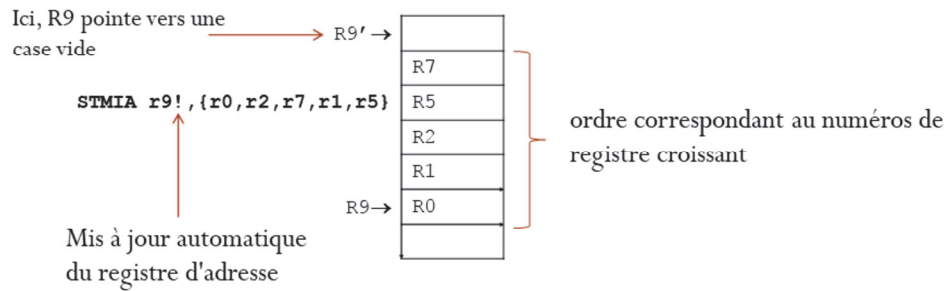 Ici, R9 pointe vers une
case vide
R9' →
R7
STMIA r9!,{r0,r2,r7,r1,r5}
R5
R2
R1
R9→
R0
ordre correspondant au numéros de
registre croissant
Mis à jour automatique
du registre d'adresse